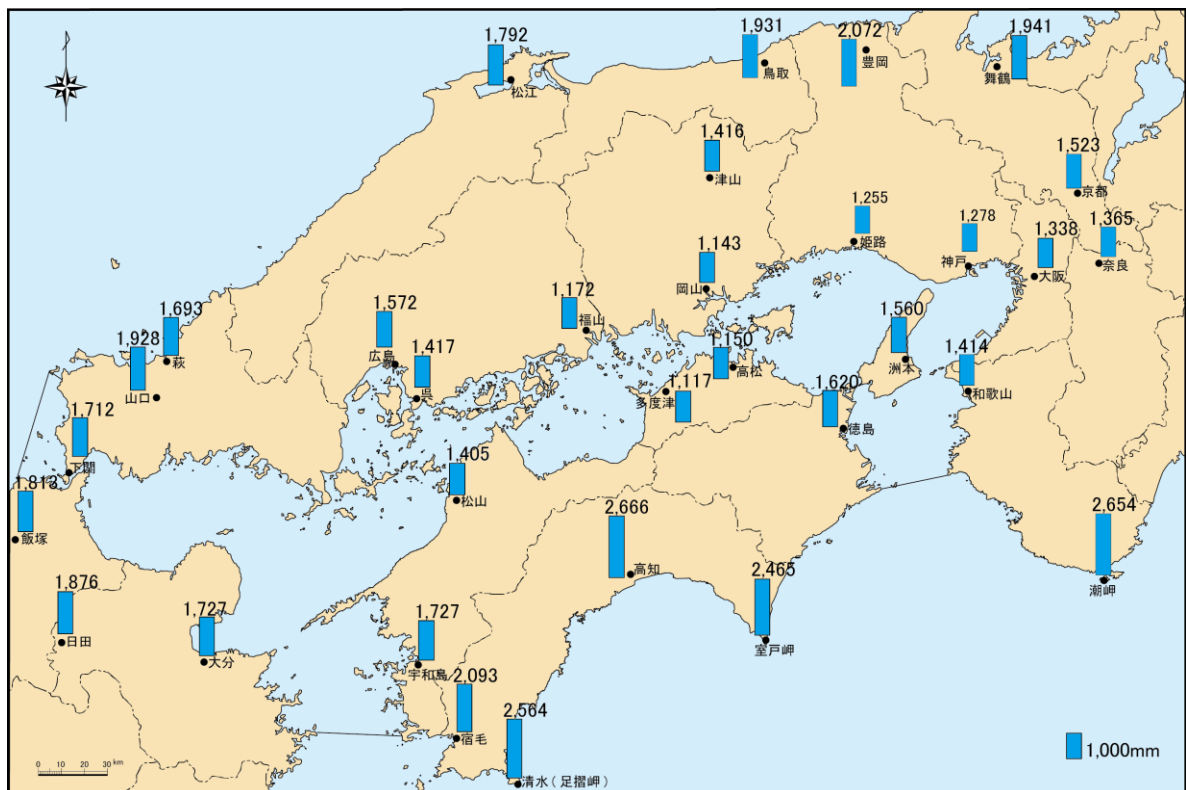 1,792
松江
1,931
鳥取
2,072
豊岡
1,941
舞鶴
1,416
津山
1,523
京都
1,255
姫路
1,278
神戸
1,338
大阪
1,365
奈良
1,143
岡山
1,172
福山
1,572
広島
1,417
呉
1,693
萩
1,928
山口
1,712
下関
1,150
高松
1,117
多度津
1,560
洲本
1,414
和歌山
1,620
徳島
1,405
松山
1,813
飯塚
2,666
高知
2,465
室戸岬
2,654
潮岬
1,876
日田
1,727
大分
1,727
宇和島
2,093
宿毛
2,564
清水(足摺岬)
1,000mm
0 10 20 30 km